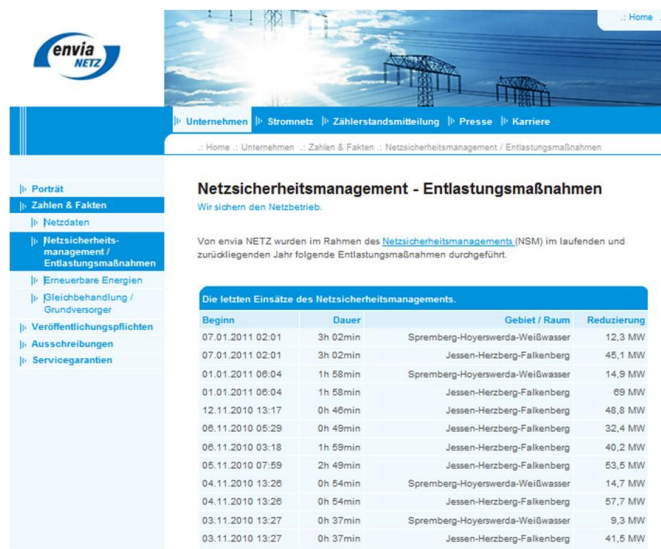 .: Home .
envia
NETZ
|› Unternehmen |› Stromnetz |› Zählerstandsmitteilung |› Presse |› Karriere
.: Home .: Unternehmen .: Zahlen & Fakten .: Netzsicherheitsmanagement / Entlastungsmaßnahmen
|› Porträt
|› Zahlen & Fakten
|› Netzdaten
|› Netzsicherheits-
management /
Entlastungsmaßnahmen
|› Erneuerbare Energien
|› Gleichbehandlung /
Grundversorger
|› Veröffentlichungspflichten
|› Ausschreibungen
|› Servicegarantien
Netzsicherheitsmanagement - Entlastungsmaßnahmen
Wir sichern den Netzbetrieb.
Von envia NETZ wurden im Rahmen des Netzsicherheitsmanagements (NSM) im laufenden und
zurückliegenden Jahr folgende Entlastungsmaßnahmen durchgeführt.
Die letzten Einsätze des Netzsicherheitsmanagements.
Beginn Dauer Gebiet / Raum Reduzierung
07.01.2011 02:01 3h 02min Spremberg-Hoyerswerda-Weißwasser 12,3 MW
07.01.2011 02:01 3h 02min Jessen-Herzberg-Falkenberg 45,1 MW
01.01.2011 06:04 1h 58min Spremberg-Hoyerswerda-Weißwasser 14,9 MW
01.01.2011 06:04 1h 58min Jessen-Herzberg-Falkenberg 69 MW
12.11.2010 13:17 0h 46min Jessen-Herzberg-Falkenberg 48,8 MW
06.11.2010 05:29 0h 49min Jessen-Herzberg-Falkenberg 32,4 MW
06.11.2010 03:18 1h 59min Jessen-Herzberg-Falkenberg 40,2 MW
05.11.2010 07:59 2h 49min Jessen-Herzberg-Falkenberg 53,5 MW
04.11.2010 13:26 0h 54min Spremberg-Hoyerswerda-Weißwasser 14,7 MW
04.11.2010 13:26 0h 54min Jessen-Herzberg-Falkenberg 57,7 MW
03.11.2010 13:27 0h 37min Spremberg-Hoyerswerda-Weißwasser 9,3 MW
03.11.2010 13:27 0h 37min Jessen-Herzberg-Falkenberg 41,5 MW